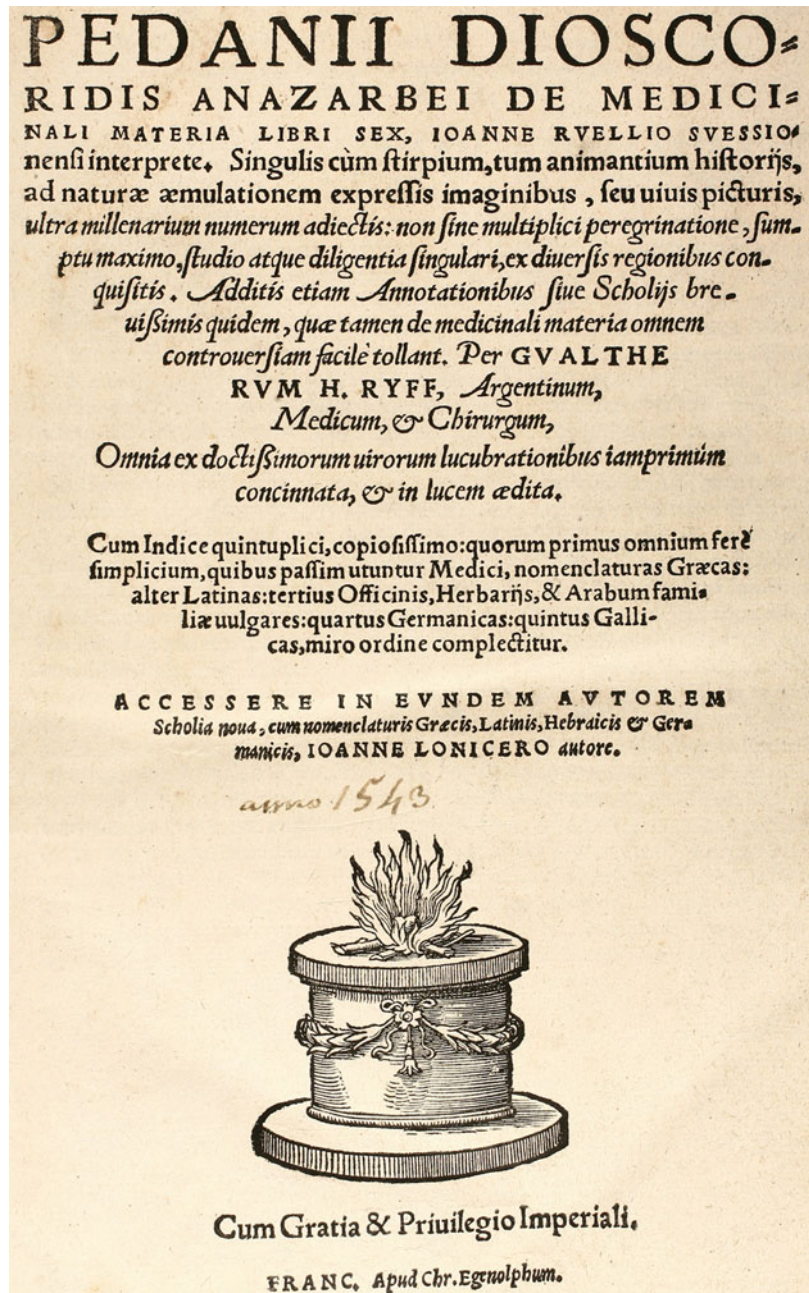 PEDANII DIOSCO⸗
RIDIS ANAZARBEI DE MEDICI⸗
NALI MATERIA LIBRI SEX, IOANNE RVELLIO SVESSIO⸗
nensi interprete. Singulis cùm stirpium, tum animantium historijs,
ad naturæ æmulationem expressis imaginibus, seu uiuis picturis,
ultra millenarium numerum adiectis: non sine multiplici peregrinatione, sum-
ptu maximo, studio atque diligentia singulari, ex diuersis regionibus con-
quisitis. Additis etiam Annotationibus siue Scholijs bre-
uißimis quidem, quæ tamen de medicinali materia omnem
controuersiam facilè tollant. Per GVALTHE
RVM H. RYFF, Argentinum,
Medicum, & Chirurgum,
Omnia ex doctißimorum uirorum lucubrationibus iamprimùm
concinnata, & in lucem ædita.
Cum Indice quintuplici, copiosissimo: quorum primus omnium ferè
simplicium, quibus passim utuntur Medici, nomenclaturas Græcas:
alter Latinas: tertius Officinis, Herbarijs, & Arabum fami-
liæ uulgares: quartus Germanicas: quintus Galli-
cas, miro ordine complectitur.
ACCESSERE IN EVNDEM AVTOREM
Scholia noua, cum nomenclaturis Græcis, Latinis, Hebraicis & Ger-
manicis, IOANNE LONICERO autore.
anno 1543
Cum Gratia & Priuilegio Imperiali.
FRANC. Apud Chr. Egenolphum.